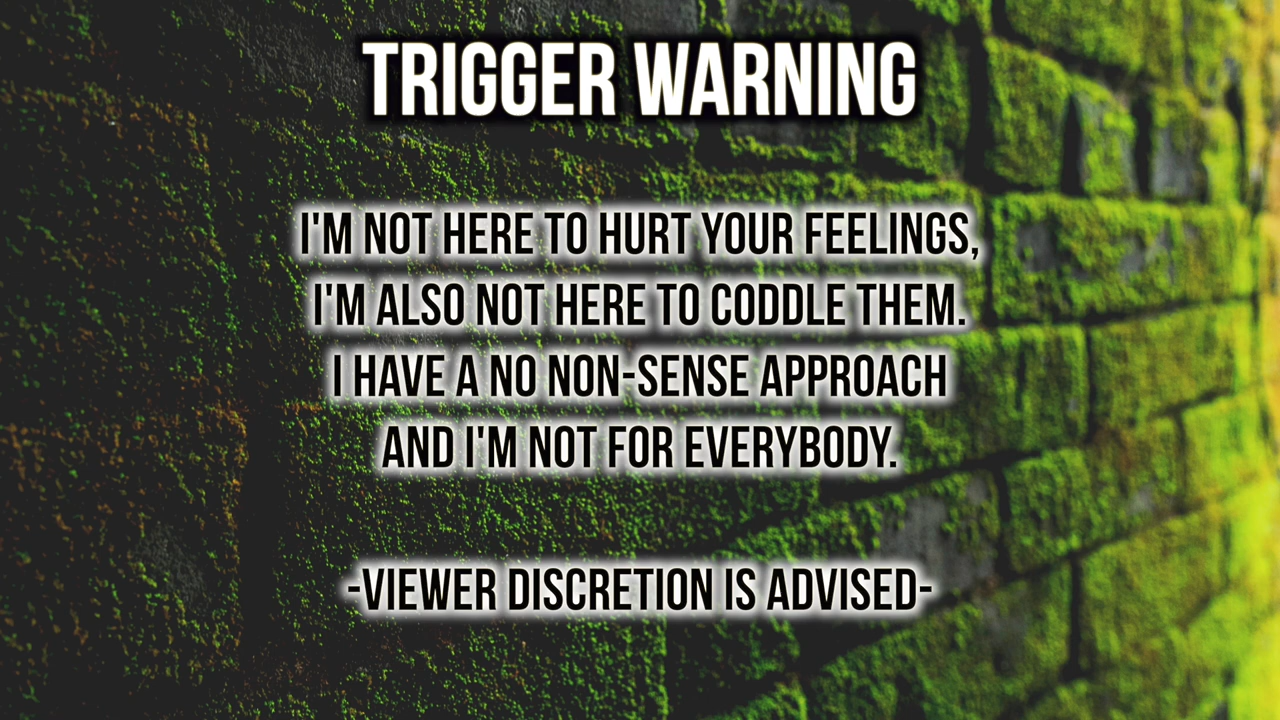 TRIGGER WARNING
I'M NOT HERE TO HURT YOUR FEELINGS,
I'M ALSO NOT HERE TO CODDLE THEM.
I HAVE A NO NON-SENSE APPROACH
AND I'M NOT FOR EVERYBODY.
-VIEWER DISCRETION IS ADVISED-